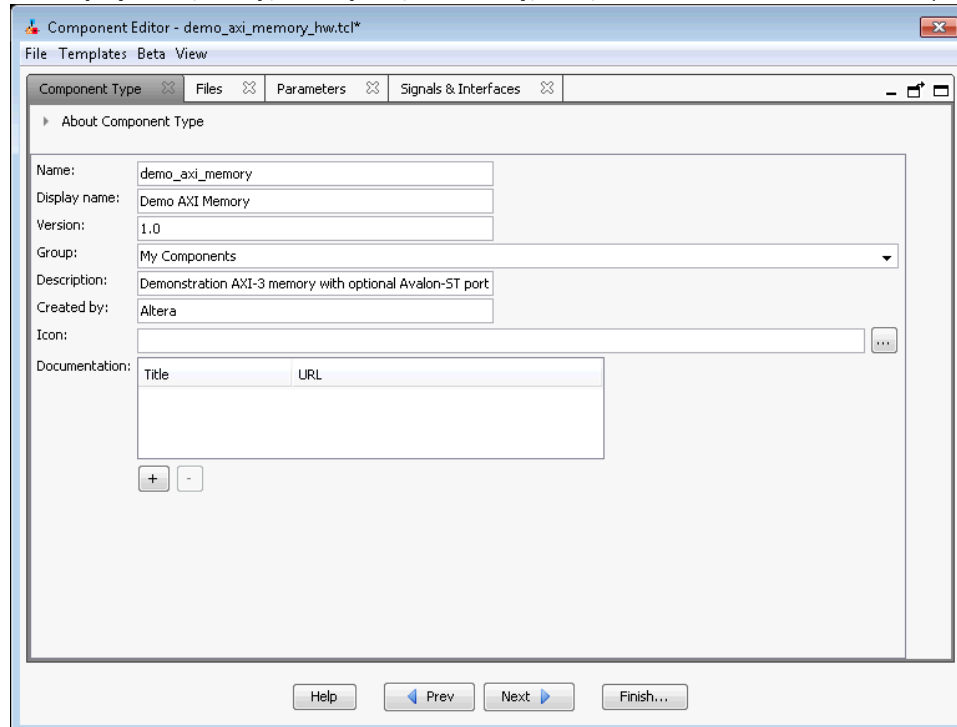 Component Editor - demo_axi_memory_hw.tcl*
File Templates Beta View
Component Type Files Parameters Signals & Interfaces
About Component Type
Name: demo_axi_memory
Display name: Demo AXI Memory
Version: 1.0
Group: My Components
Description: Demonstration AXI-3 memory with optional Avalon-ST port
Created by: Altera
Icon: ...
Documentation: Title URL
+ -
Help Prev Next Finish...